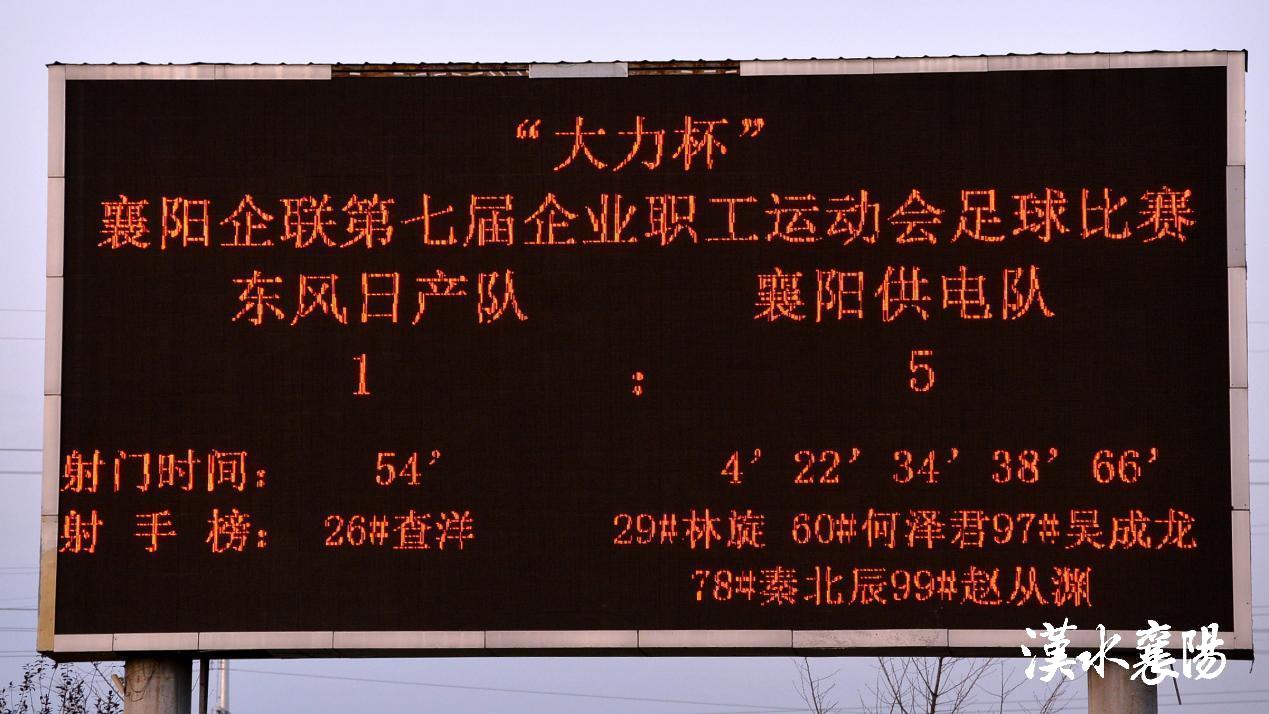 “大力杯”
襄阳企联第七届企业职工运动会足球比赛
东风日产队 襄阳供电队
1 : 5
射门时间: 54' 4' 22' 34' 38' 66'
射 手 榜: 26#查洋 29#林旋 60#何泽君97#吴成龙
78#秦北辰99#赵从渊
漢水襄陽